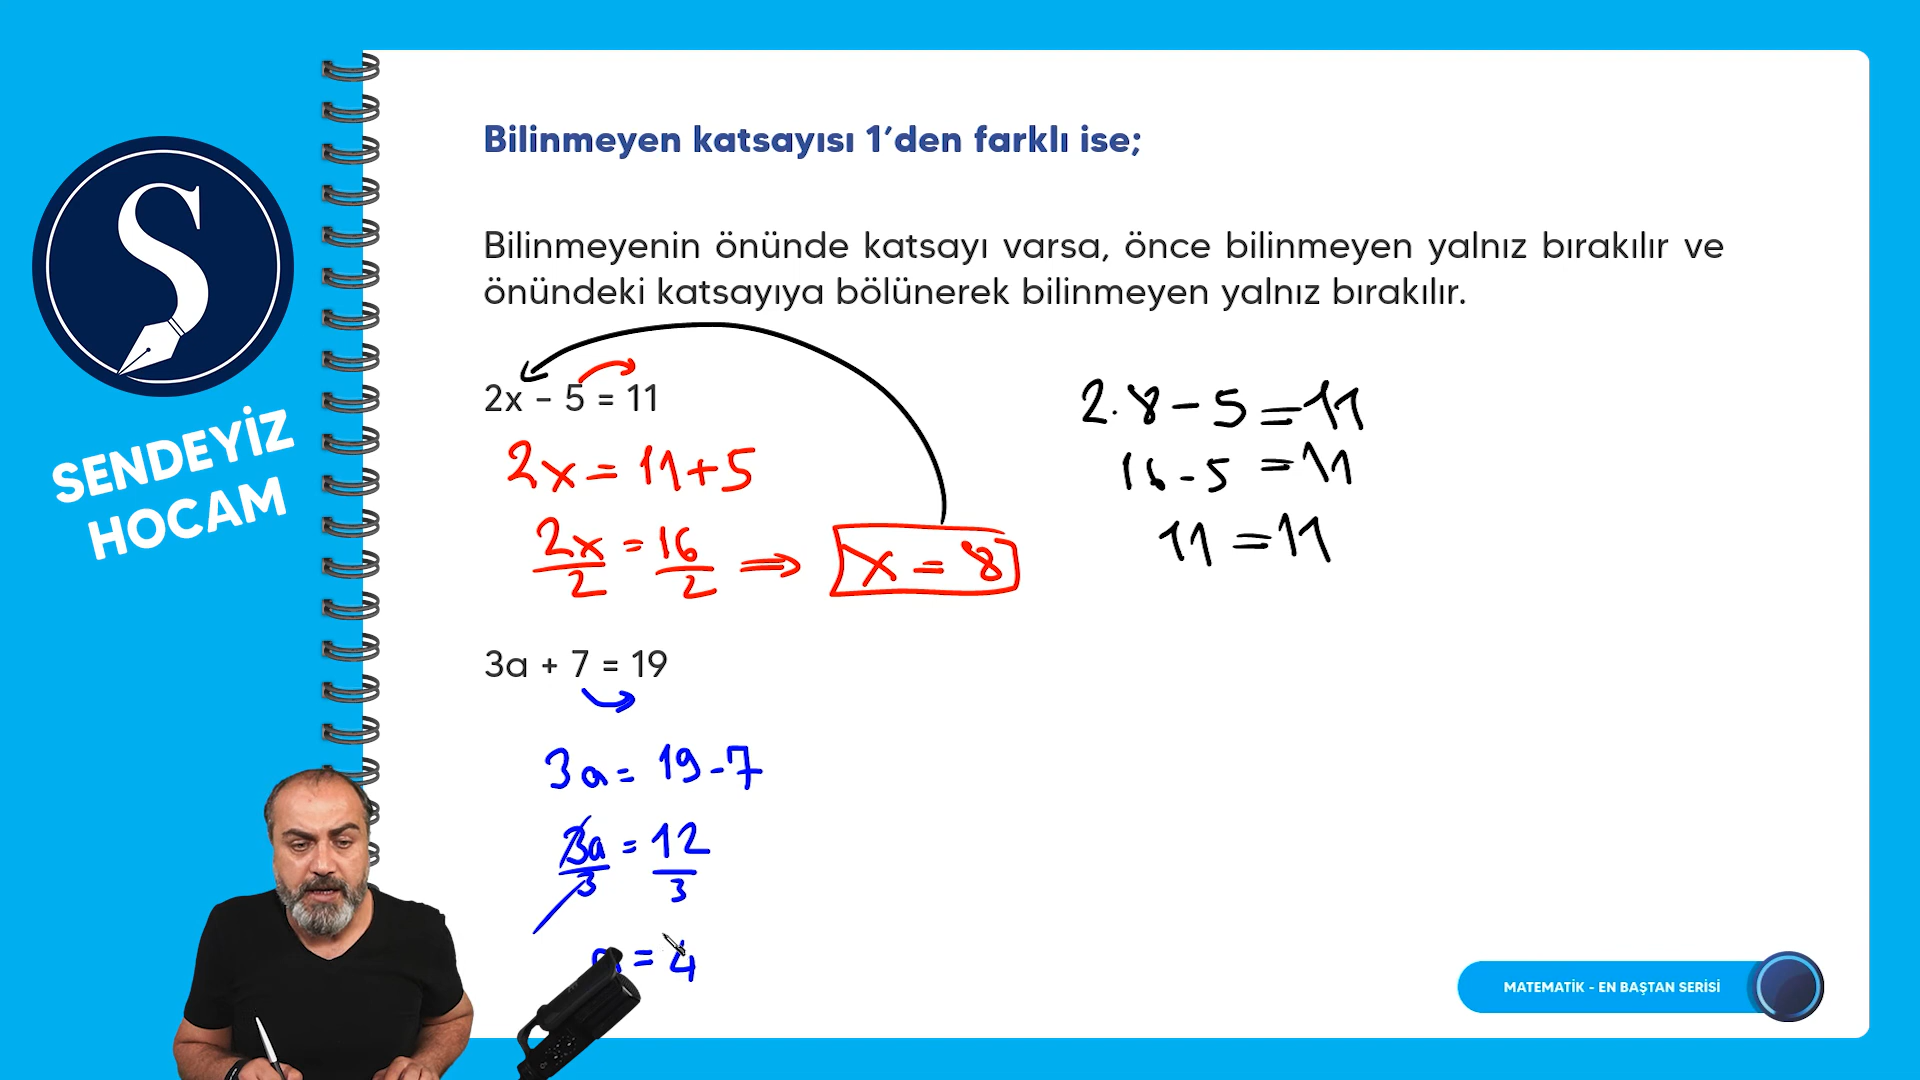 SENDEYİZ
HOCAM
Bilinmeyen katsayısı 1’den farklı ise;
Bilinmeyenin önünde katsayı varsa, önce bilinmeyen yalnız bırakılır ve
önündeki katsayıya bölünerek bilinmeyen yalnız bırakılır.
2x – 5 = 11
2x = 11+5
2x/2 = 16/2 ⇒ x = 8
2.8-5=11
16-5=11
11=11
3a + 7 = 19
3a = 19-7
3a/3 = 12/3
a = 4
MATEMATİK - EN BAŞTAN SERİSİ